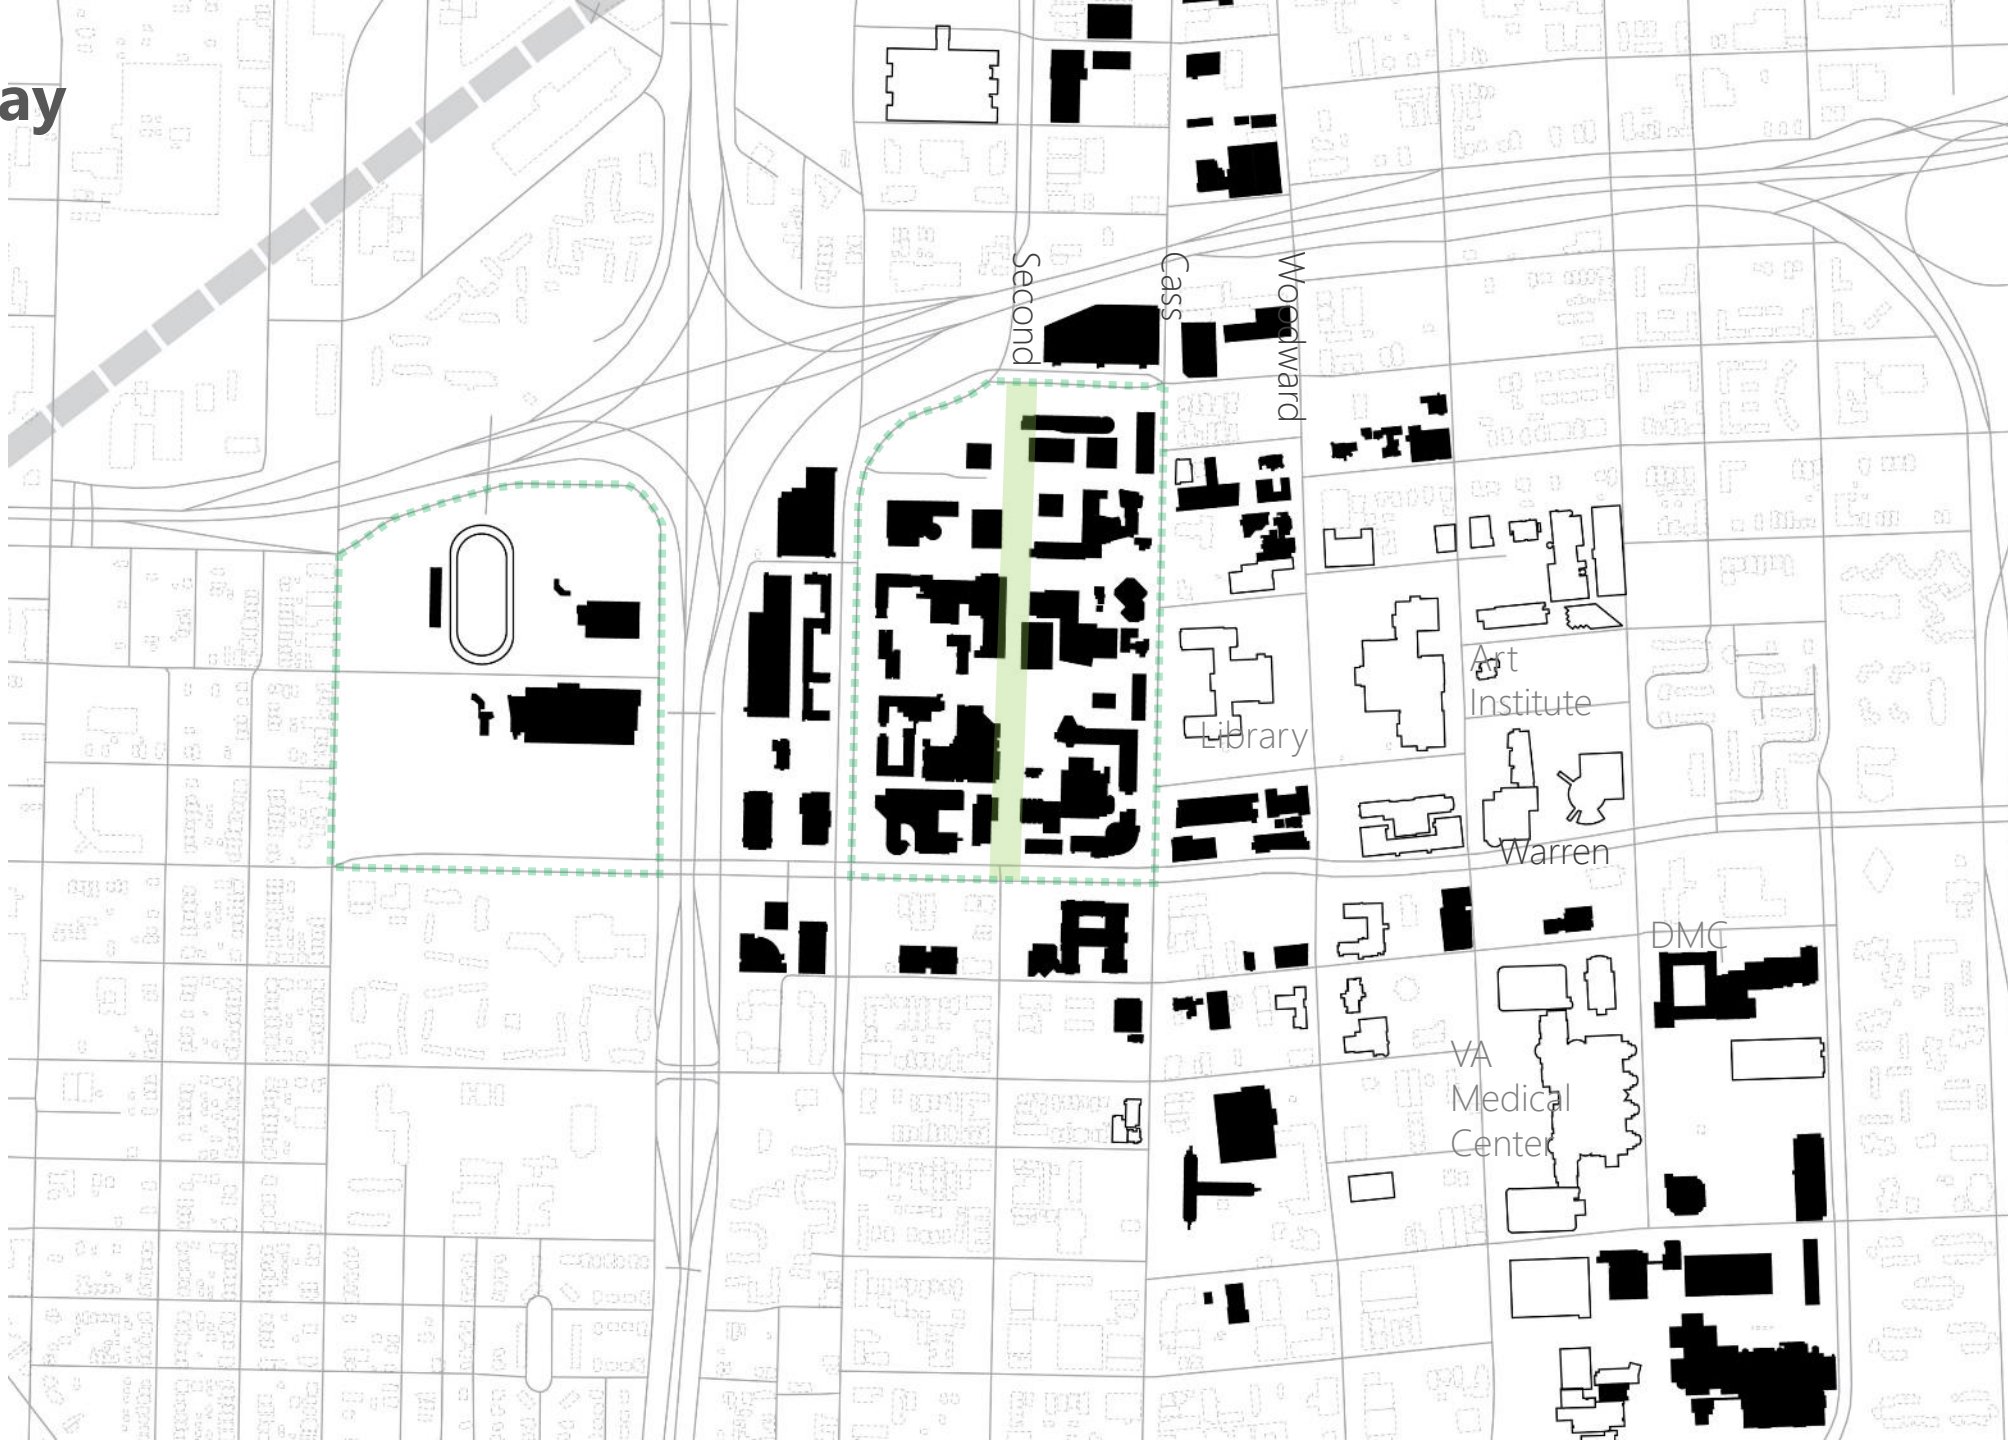 ay
Second
Cass
Woodward
Art
Institute
Library
Warren
DMC
VA
Medical
Center